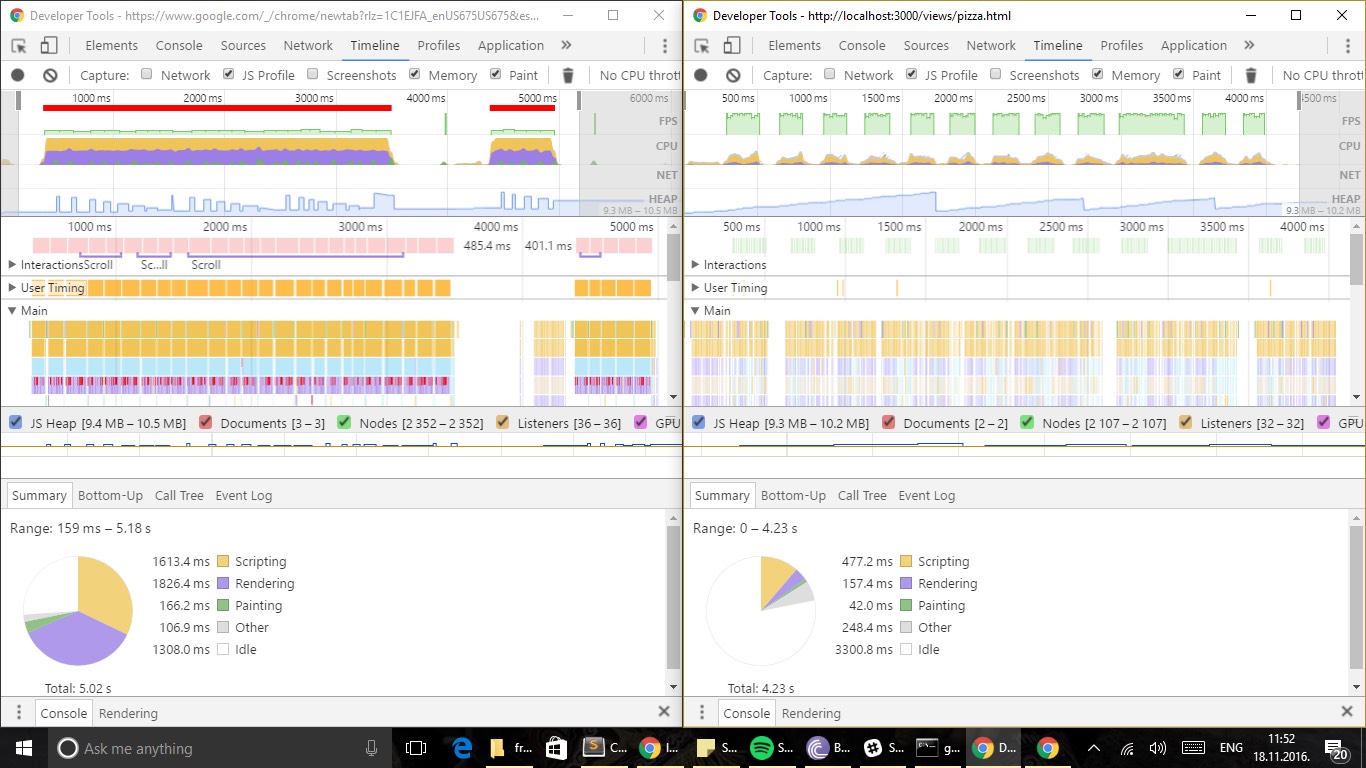 Developer Tools - https://www.google.com/_/chrome/newtab?rlz=1C1EJFA_enUS675US675&es...
Elements Console Sources Network Timeline Profiles Application »
Capture: Network JS Profile Screenshots Memory Paint No CPU thrott
1000 ms 2000 ms 3000 ms 4000 ms 5000 ms 6000 ms
FPS
CPU
NET
HEAP
9.3 MB – 10.5 MB
1000 ms 2000 ms 3000 ms 4000 ms 5000 ms
485.4 ms 401.1 ms
Interactions Scroll Sc...ll Scroll
User Timing
Main
JS Heap [9.4 MB – 10.5 MB] Documents [3 – 3] Nodes [2 352 – 2 352] Listeners [36 – 36] GPU
Summary Bottom-Up Call Tree Event Log
Range: 159 ms – 5.18 s
1613.4 ms Scripting
1826.4 ms Rendering
166.2 ms Painting
106.9 ms Other
1308.0 ms Idle
Total: 5.02 s
Console Rendering
Developer Tools - http://localhost:3000/views/pizza.html
Elements Console Sources Network Timeline Profiles Application »
Capture: Network JS Profile Screenshots Memory Paint No CPU thrott
500 ms 1000 ms 1500 ms 2000 ms 2500 ms 3000 ms 3500 ms 4000 ms 4500 ms
FPS
CPU
NET
HEAP
9.3 MB – 10.2 MB
500 ms 1000 ms 1500 ms 2000 ms 2500 ms 3000 ms 3500 ms 4000 ms
Interactions
User Timing
Main
JS Heap [9.3 MB – 10.2 MB] Documents [2 – 2] Nodes [2 107 – 2 107] Listeners [32 – 32] GPU
Summary Bottom-Up Call Tree Event Log
Range: 0 – 4.23 s
477.2 ms Scripting
157.4 ms Rendering
42.0 ms Painting
248.4 ms Other
3300.8 ms Idle
Total: 4.23 s
Console Rendering
Ask me anything fr... C... I... S... S... B... S... g... D... ENG 11:52
18.11.2016. 20